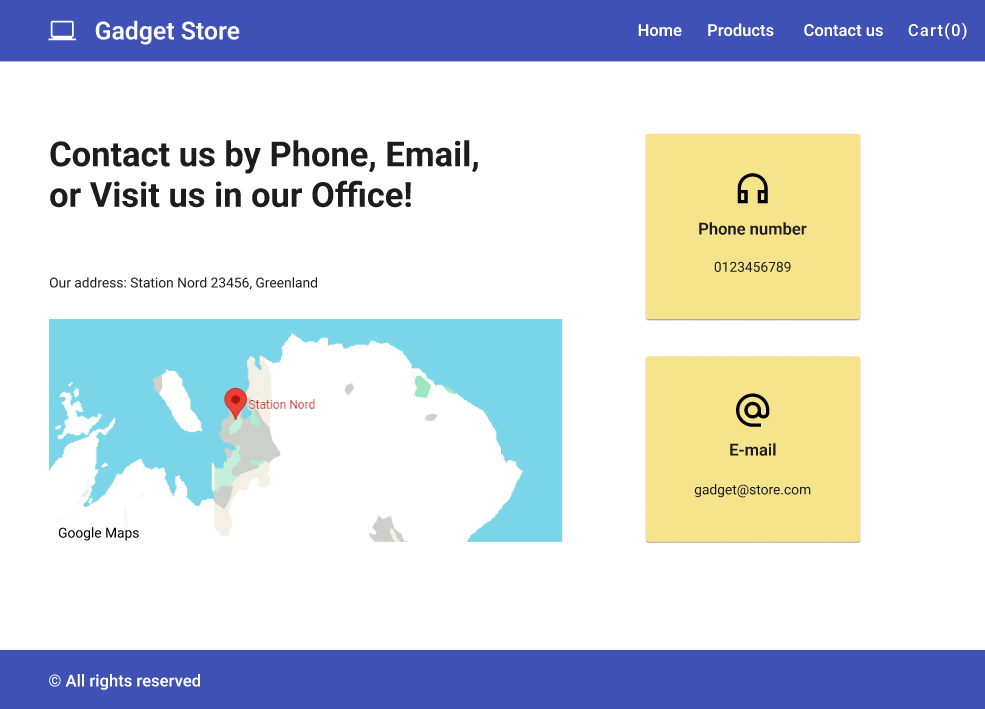 Gadget Store
Home Products Contact us Cart(0)
Contact us by Phone, Email,
or Visit us in our Office!
Our address: Station Nord 23456, Greenland
Station Nord
Google Maps
Phone number
0123456789
E-mail
gadget@store.com
© All rights reserved